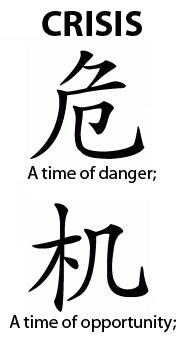 CRISIS
危
A time of danger;
机
A time of opportunity;